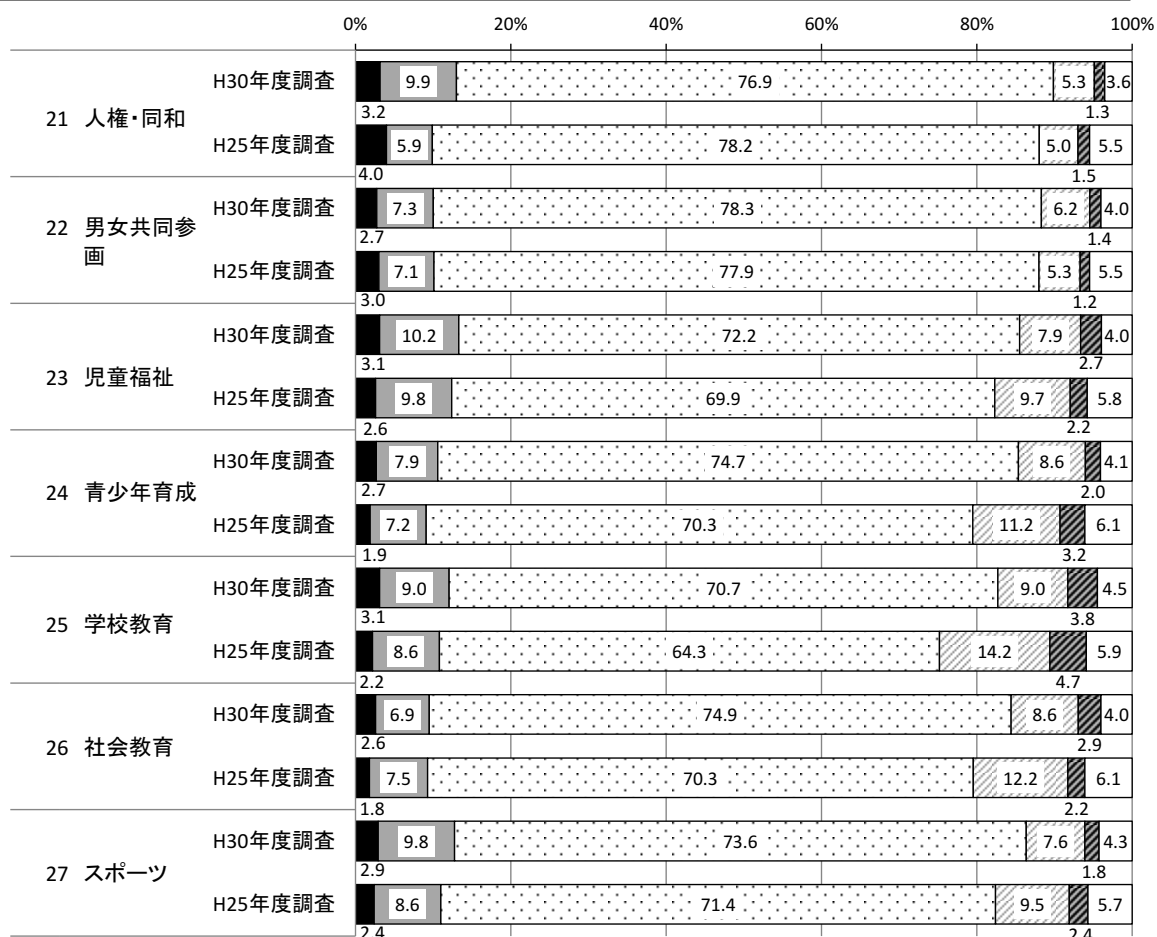 0% 20% 40% 60% 80% 100%
H30年度調査 9.9 76.9 5.3 3.6
3.2 1.3
21 人権・同和
H25年度調査 5.9 78.2 5.0 5.5
4.0 1.5
H30年度調査 7.3 78.3 6.2 4.0
2.7 1.4
22 男女共同参
画
H25年度調査 7.1 77.9 5.3 5.5
3.0 1.2
H30年度調査 10.2 72.2 7.9 4.0
3.1 2.7
23 児童福祉
H25年度調査 9.8 69.9 9.7 5.8
2.6 2.2
H30年度調査 7.9 74.7 8.6 4.1
2.7 2.0
24 青少年育成
H25年度調査 7.2 70.3 11.2 6.1
1.9 3.2
H30年度調査 9.0 70.7 9.0 4.5
3.1 3.8
25 学校教育
H25年度調査 8.6 64.3 14.2 5.9
2.2 4.7
H30年度調査 6.9 74.9 8.6 4.0
2.6 2.9
26 社会教育
H25年度調査 7.5 70.3 12.2 6.1
1.8 2.2
H30年度調査 9.8 73.6 7.6 4.3
2.9 1.8
27 スポーツ
H25年度調査 8.6 71.4 9.5 5.7
2.4 2.4